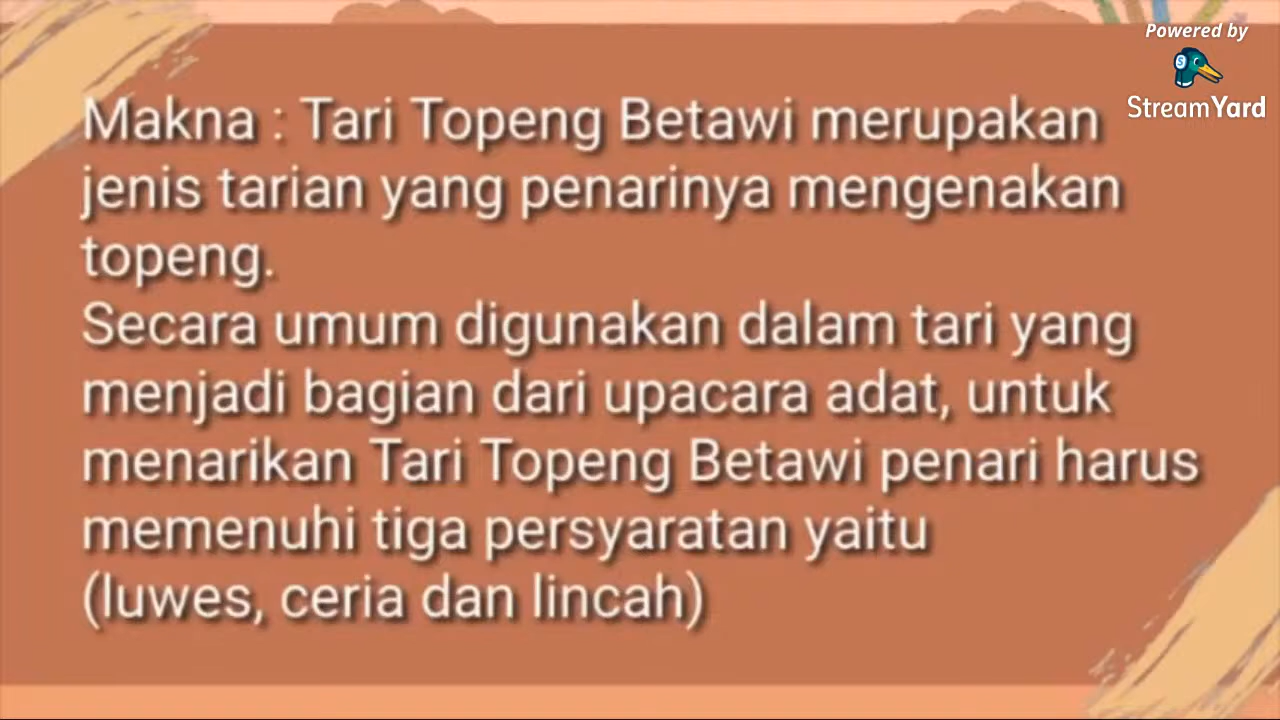 Powered by
StreamYard
Makna : Tari Topeng Betawi merupakan
jenis tarian yang penarinya mengenakan
topeng.
Secara umum digunakan dalam tari yang
menjadi bagian dari upacara adat, untuk
menarikan Tari Topeng Betawi penari harus
memenuhi tiga persyaratan yaitu
(luwes, ceria dan lincah)